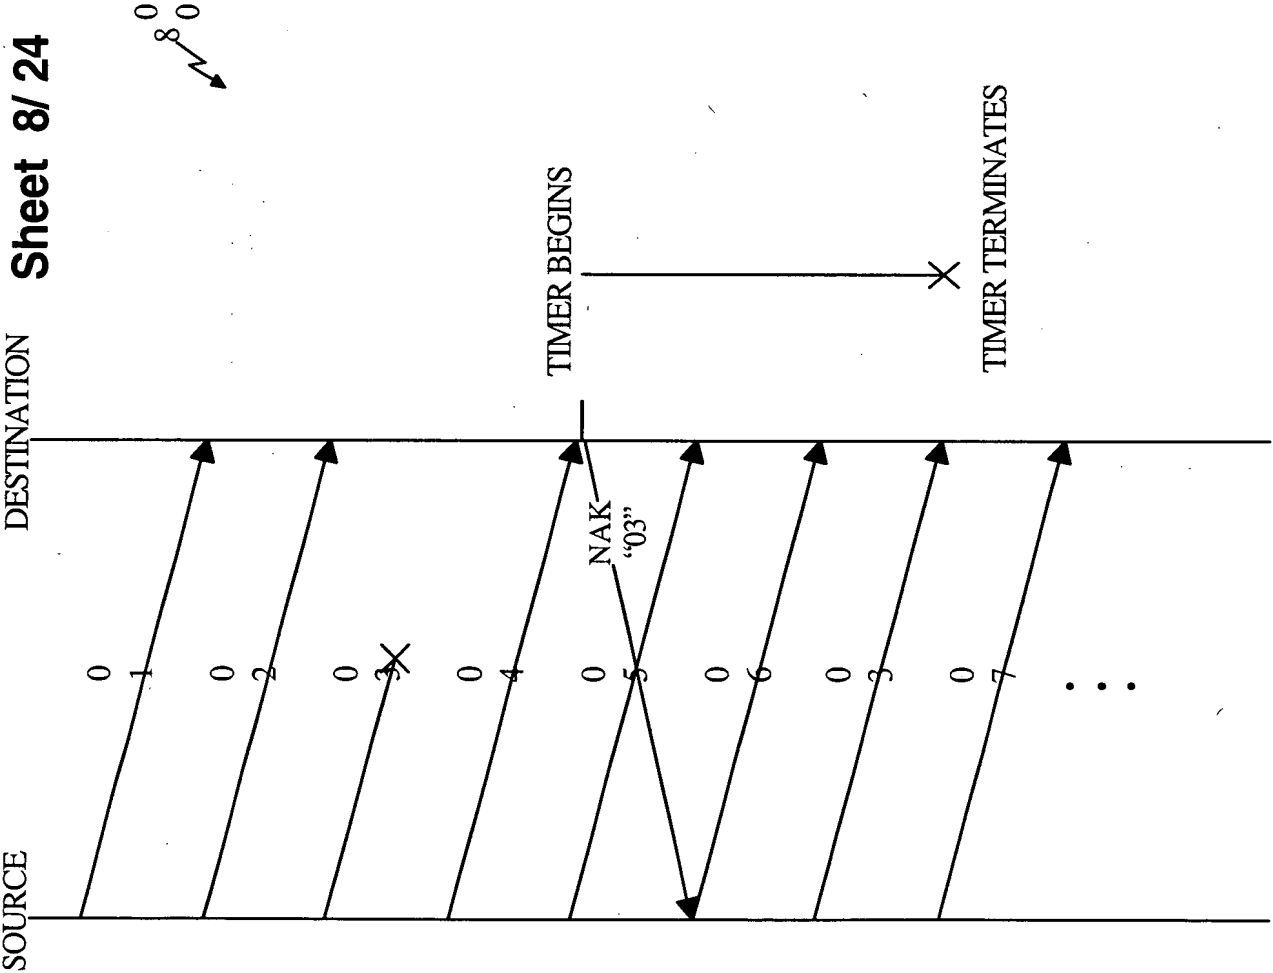 Sheet 8/ 24
800
SOURCE
DESTINATION
01
02
03
04
TIMER BEGINS
NAK
“03”
05
06
03
TIMER TERMINATES
07